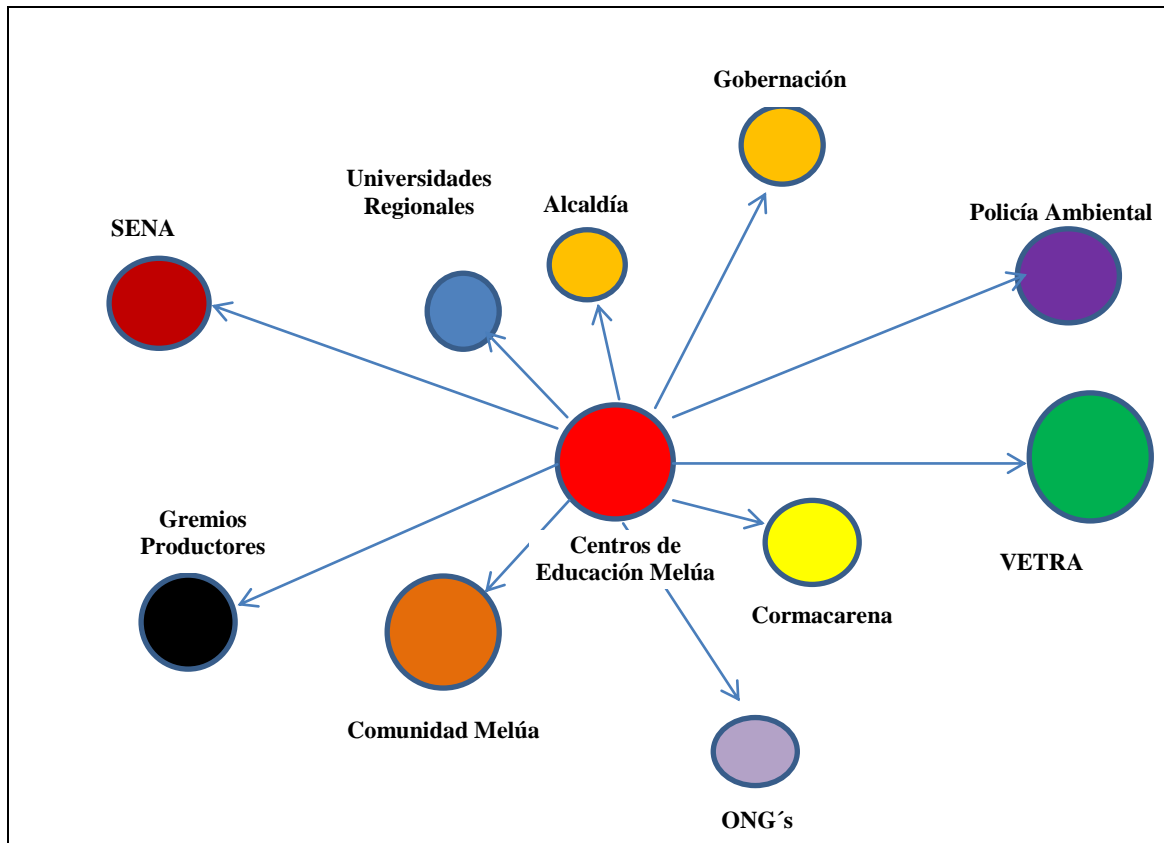 Gobernación
Universidades
Regionales
Alcaldía
Policía Ambiental
SENA
Gremios
Productores
Centros de
Educación Melúa
VETRA
Cormacarena
Comunidad Melúa
ONG´s